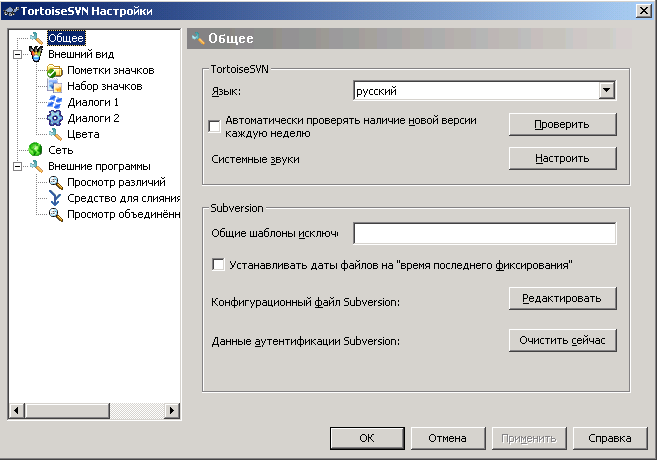 TortoiseSVN Настройки
Общее
Внешний вид
Пометки значков
Набор значков
Диалоги 1
Диалоги 2
Цвета
Сеть
Внешние программы
Просмотр различий
Средство для слияния
Просмотр объединённ
Общее
TortoiseSVN
Язык:
русский
Автоматически проверять наличие новой версии
каждую неделю
Проверить
Системные звуки
Настроить
Subversion
Общие шаблоны исключе
Устанавливать даты файлов на "время последнего фиксирования"
Конфигурационный файл Subversion:
Редактировать
Данные аутентификации Subversion:
Очистить сейчас
OK
Отмена
Применить
Справка